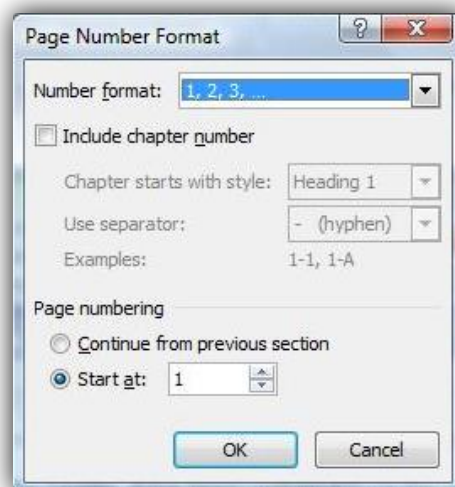 Page Number Format
Number format: 1, 2, 3, ...
Include chapter number
Chapter starts with style: Heading 1
Use separator: - (hyphen)
Examples: 1-1, 1-A
Page numbering
Continue from previous section
Start at: 1
OK Cancel